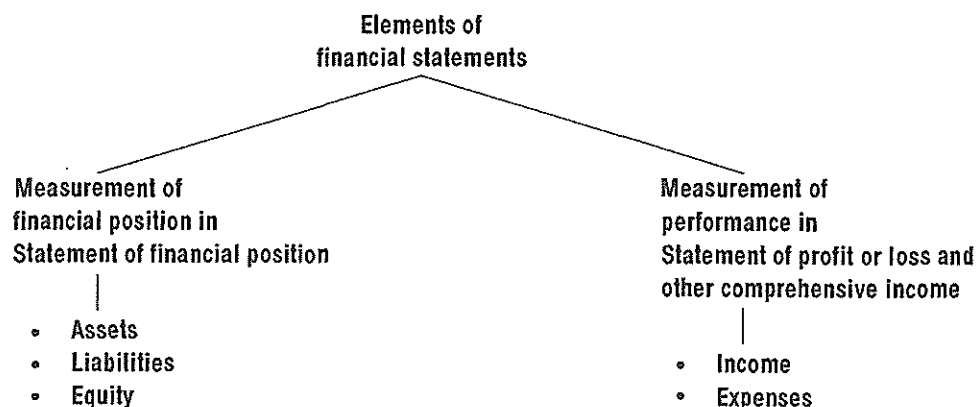 Elements of
financial statements
Measurement of
financial position in
Statement of financial position
• Assets
• Liabilities
• Equity
Measurement of
performance in
Statement of profit or loss and
other comprehensive income
• Income
• Expenses